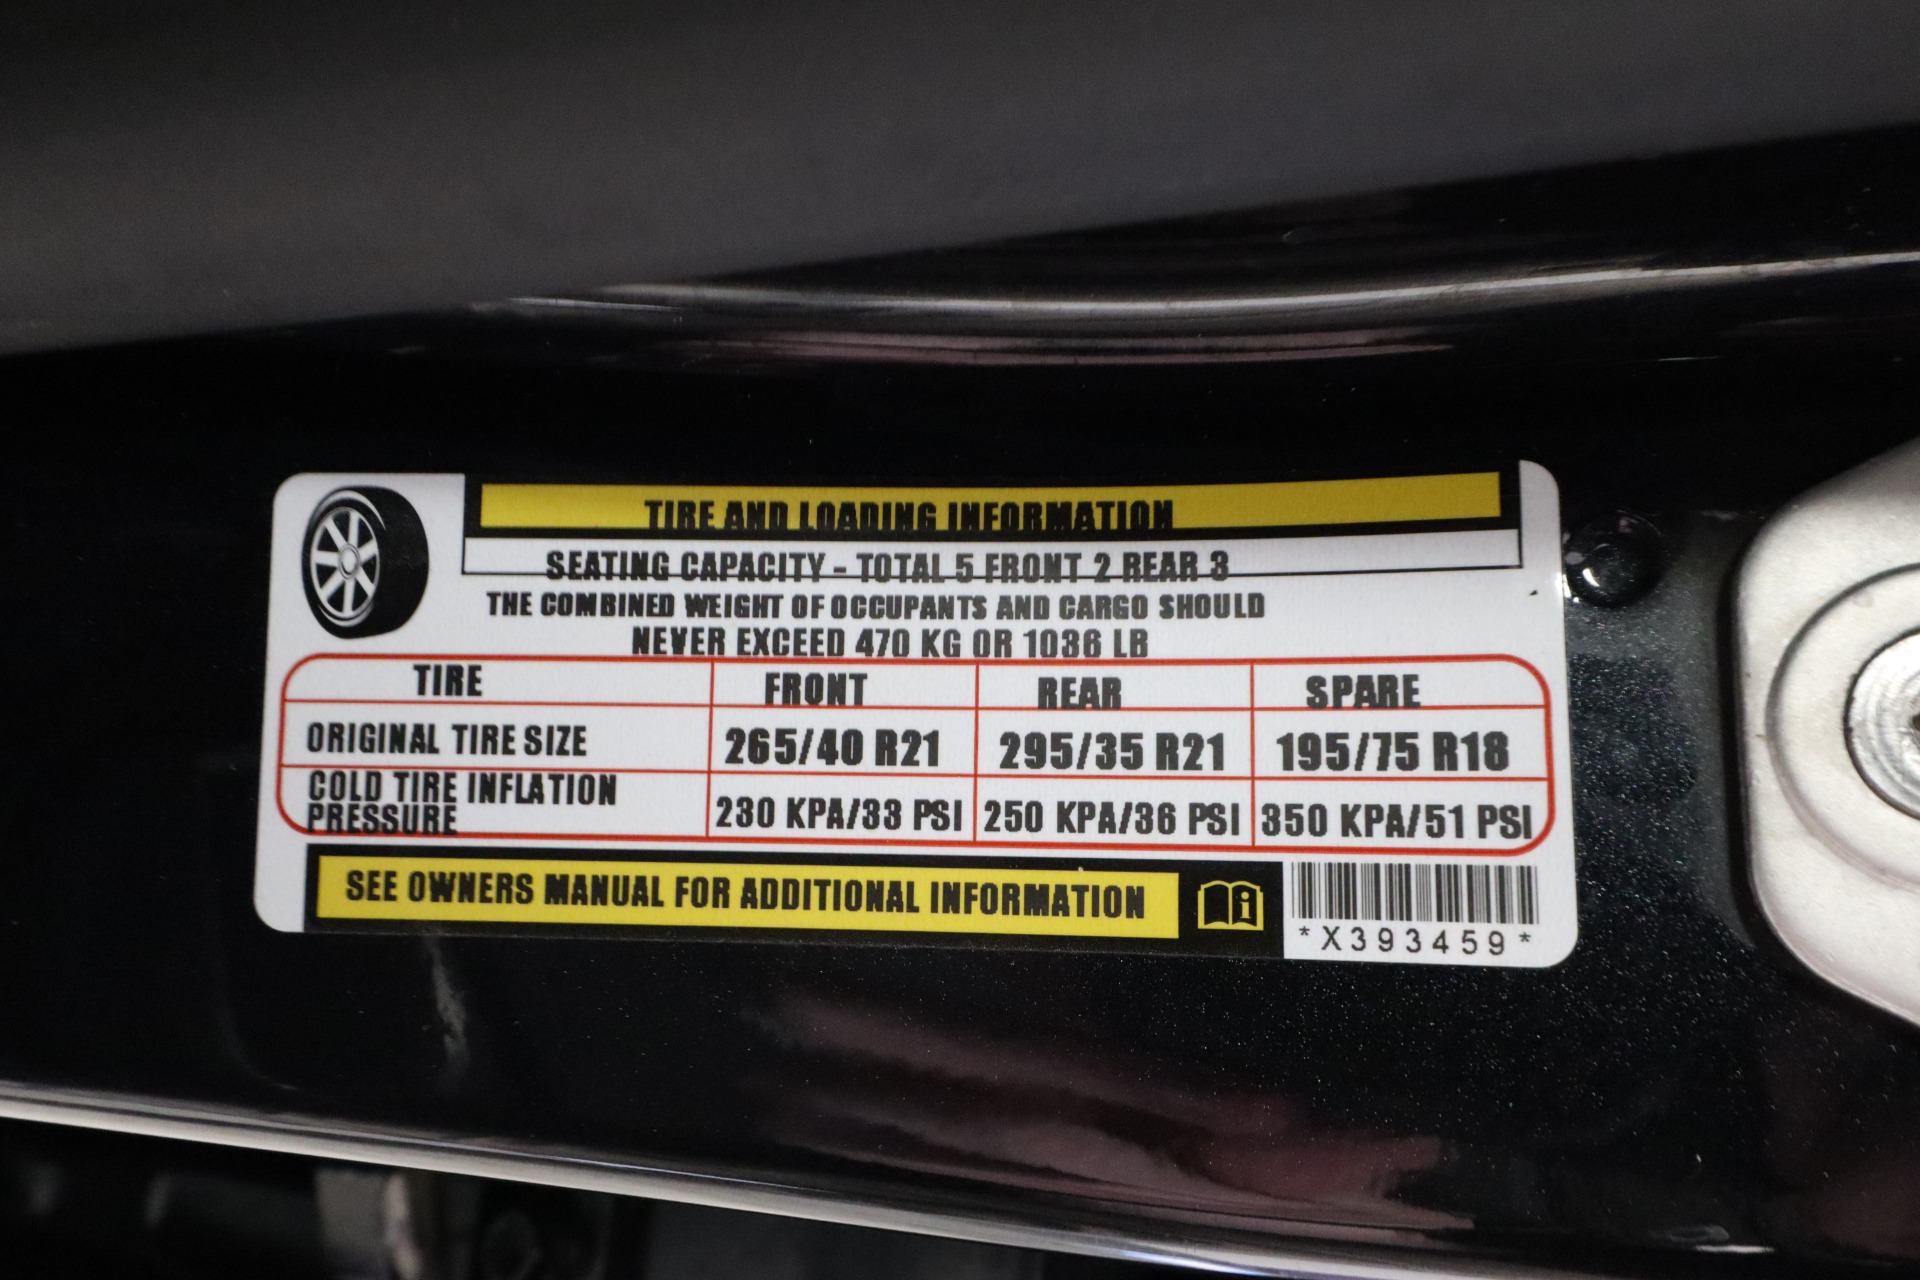 TIRE AND LOADING INFORMATION
SEATING CAPACITY - TOTAL 5 FRONT 2 REAR 3
THE COMBINED WEIGHT OF OCCUPANTS AND CARGO SHOULD
NEVER EXCEED 470 KG OR 1036 LB
TIRE FRONT REAR SPARE
ORIGINAL TIRE SIZE 265/40 R21 295/35 R21 195/75 R18
COLD TIRE INFLATION
PRESSURE 230 KPA/33 PSI 250 KPA/36 PSI 350 KPA/51 PSI
SEE OWNERS MANUAL FOR ADDITIONAL INFORMATION
*X393459*